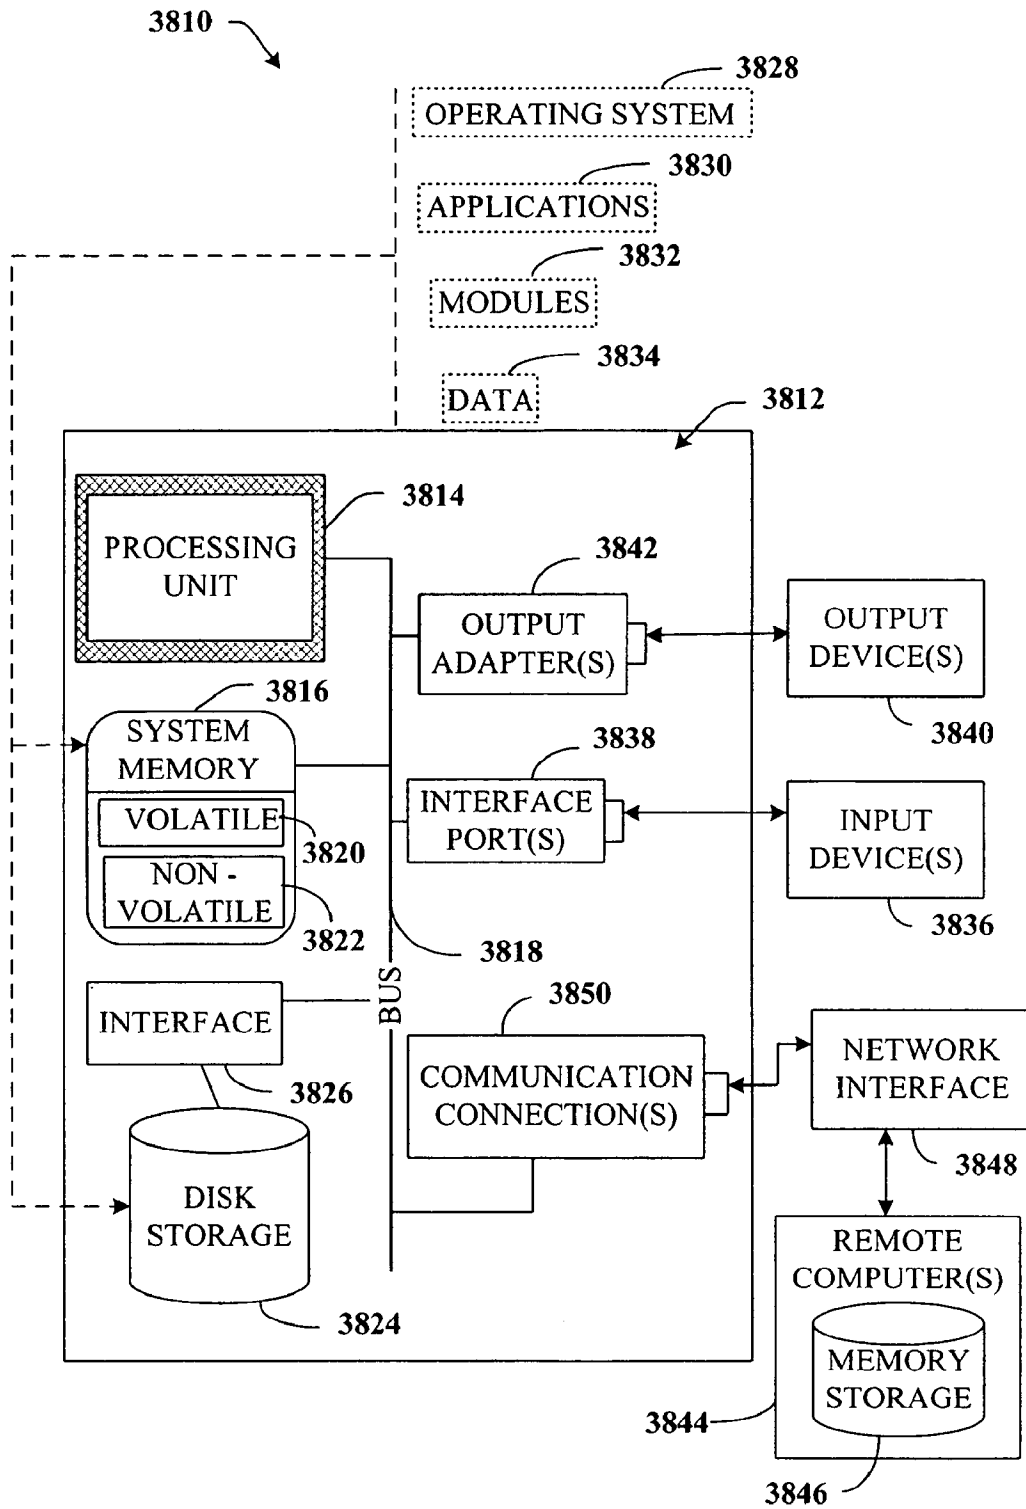 3810
3828
OPERATING SYSTEM
3830
APPLICATIONS
3832
MODULES
3834
DATA
3812
3814
PROCESSING
UNIT
3842
OUTPUT
ADAPTER(S)
OUTPUT
DEVICE(S)
3840
3816
SYSTEM
MEMORY
VOLATILE
3820
NON -
VOLATILE
3822
3838
INTERFACE
PORT(S)
INPUT
DEVICE(S)
3836
3818
BUS
INTERFACE
3826
3850
COMMUNICATION
CONNECTION(S)
NETWORK
INTERFACE
3848
DISK
STORAGE
3824
REMOTE
COMPUTER(S)
MEMORY
STORAGE
3844
3846